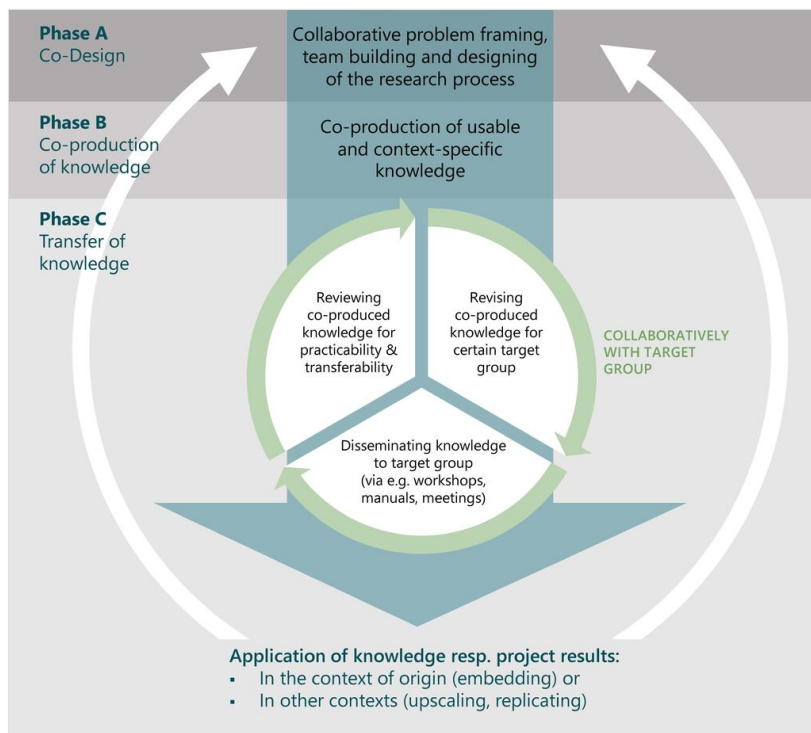 Phase A
Co-Design
Collaborative problem framing,
team building and designing
of the research process
Phase B
Co-production
of knowledge
Co-production of usable
and context-specific
knowledge
Phase C
Transfer of
knowledge
Reviewing
co-produced
knowledge for
practicability &
transferability
Revising
co-produced
knowledge for
certain target
group
COLLABORATIVELY
WITH TARGET
GROUP
Disseminating knowledge
to target group
(via e.g. workshops,
manuals, meetings)
Application of knowledge resp. project results:
▪ In the context of origin (embedding) or
▪ In other contexts (upscaling, replicating)